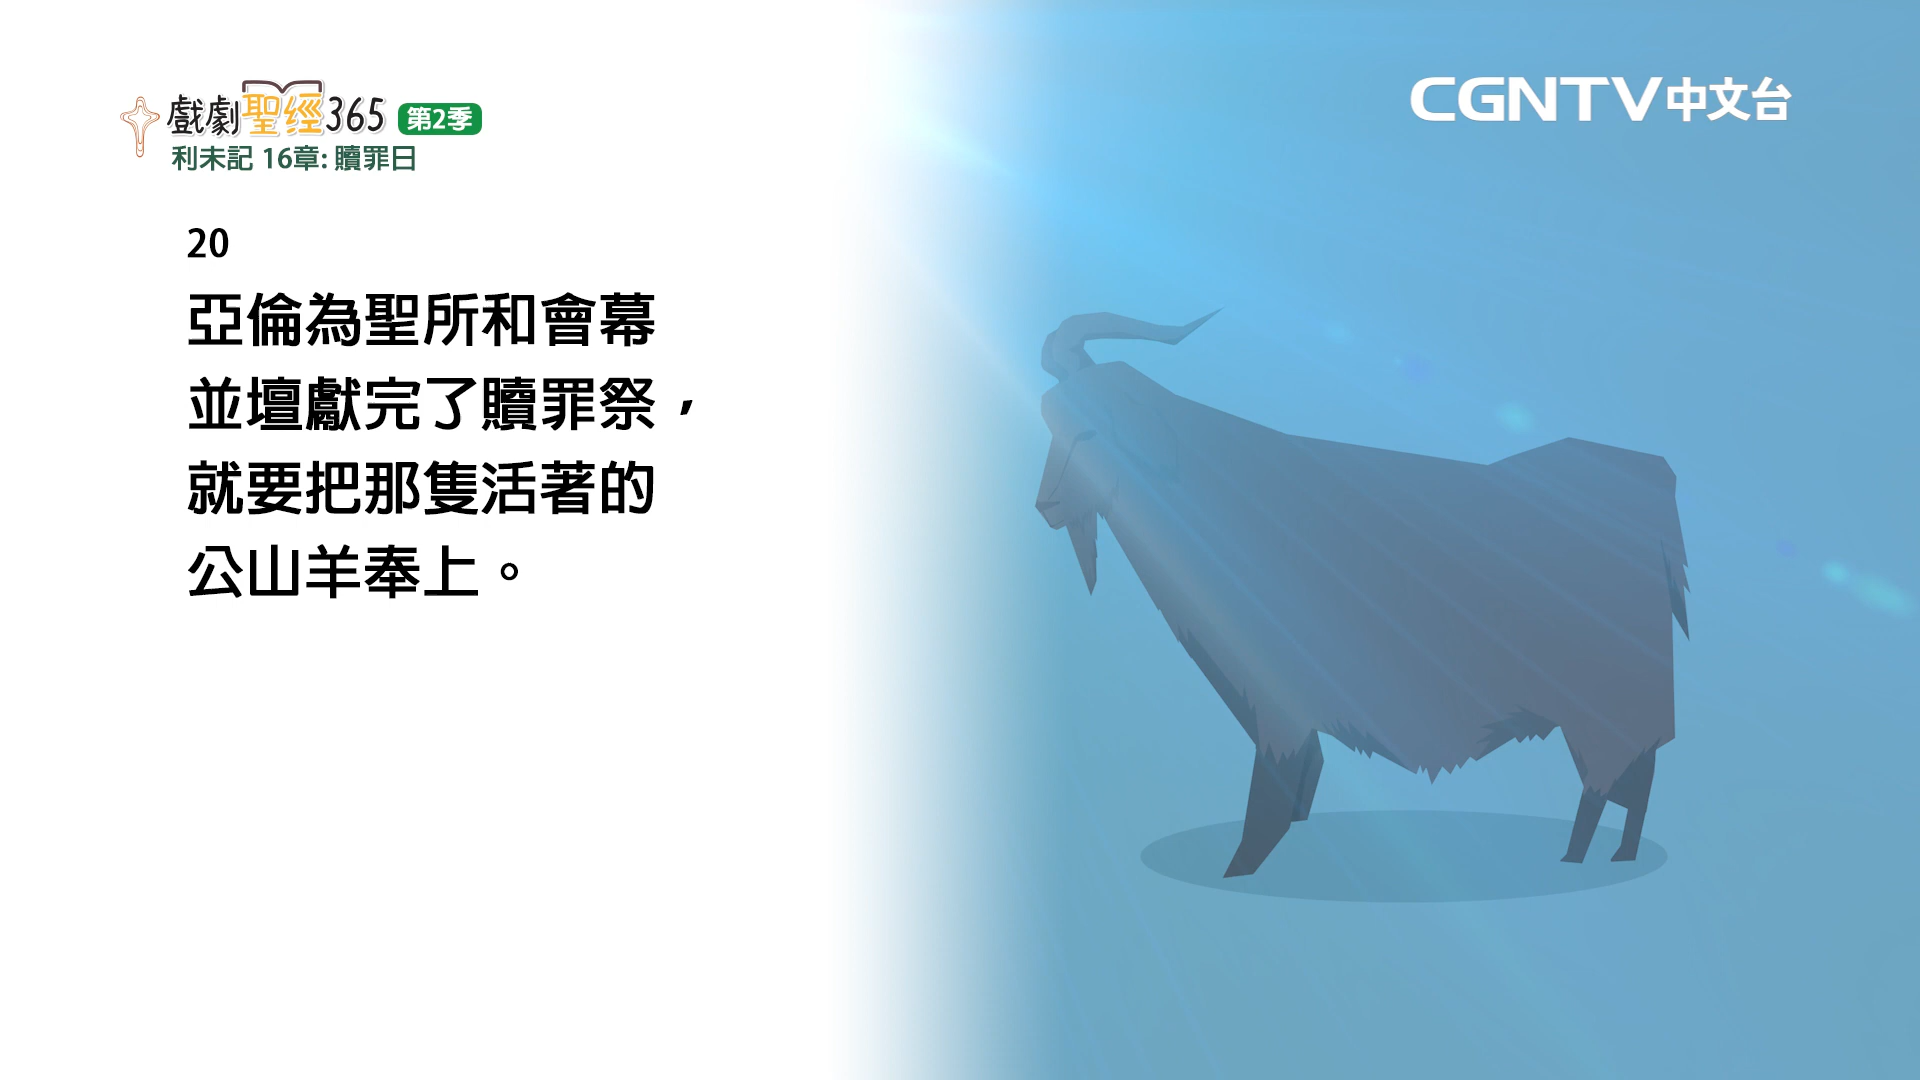 戲劇聖經365 第2季
利未記 16章: 贖罪日
CGNTV中文台
20
亞倫為聖所和會幕
並壇獻完了贖罪祭，
就要把那隻活著的
公山羊奉上。